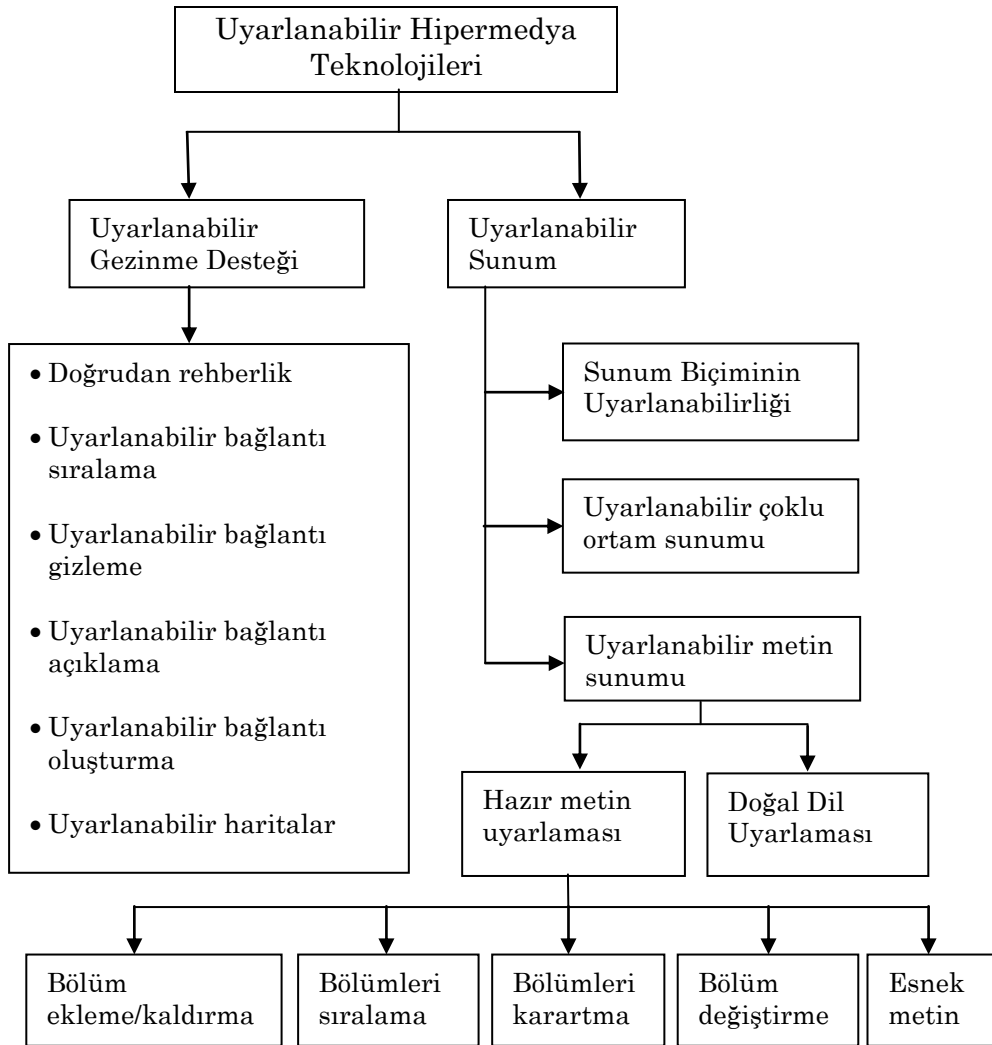 Uyarlanabilir Hipermedya
Teknolojileri
Uyarlanabilir
Gezinme Desteği
Uyarlanabilir
Sunum
• Doğrudan rehberlik
• Uyarlanabilir bağlantı
sıralama
• Uyarlanabilir bağlantı
gizleme
• Uyarlanabilir bağlantı
açıklama
• Uyarlanabilir bağlantı
oluşturma
• Uyarlanabilir haritalar
Sunum Biçiminin
Uyarlanabilirliği
Uyarlanabilir çoklu
ortam sunumu
Uyarlanabilir metin
sunumu
Hazır metin
uyarlaması
Doğal Dil
Uyarlaması
Bölüm
ekleme/kaldırma
Bölümleri
sıralama
Bölümleri
karartma
Bölüm
değiştirme
Esnek
metin